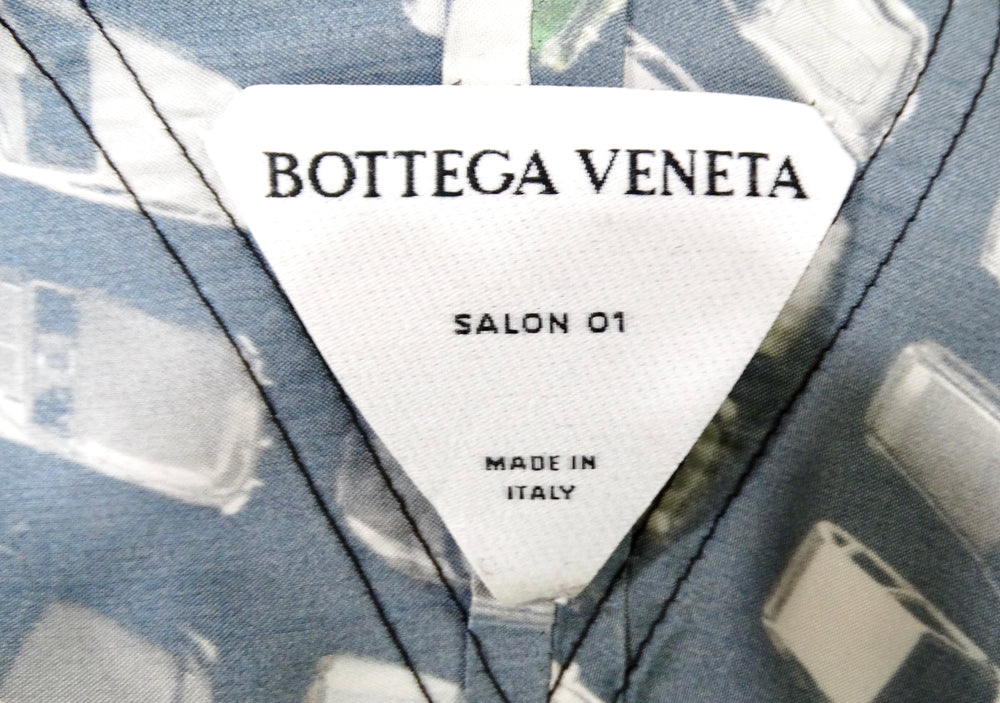 BOTTEGA VENETA
SALON 01
MADE IN
ITALY